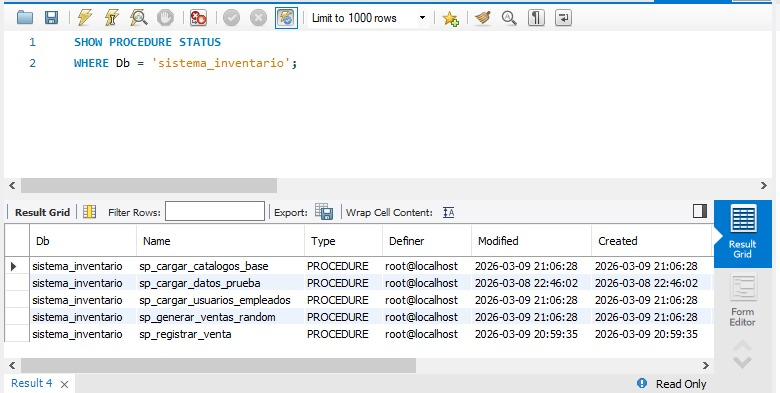 Limit to 1000 rows
1 SHOW PROCEDURE STATUS
2 WHERE Db = 'sistema_inventario';
Result Grid Filter Rows: Export: Wrap Cell Content: IA
Db Name Type Definer Modified Created
sistema_inventario sp_cargar_catalogos_base PROCEDURE root@localhost 2026-03-09 21:06:28 2026-03-09 21:06:28
sistema_inventario sp_cargar_datos_prueba PROCEDURE root@localhost 2026-03-08 22:46:02 2026-03-08 22:46:02
sistema_inventario sp_cargar_usuarios_empleados PROCEDURE root@localhost 2026-03-09 21:06:28 2026-03-09 21:06:28
sistema_inventario sp_generar_ventas_random PROCEDURE root@localhost 2026-03-09 21:06:28 2026-03-09 21:06:28
sistema_inventario sp_registrar_venta PROCEDURE root@localhost 2026-03-09 20:59:35 2026-03-09 20:59:35
Result
Grid
Form
Editor
Result 4 Read Only